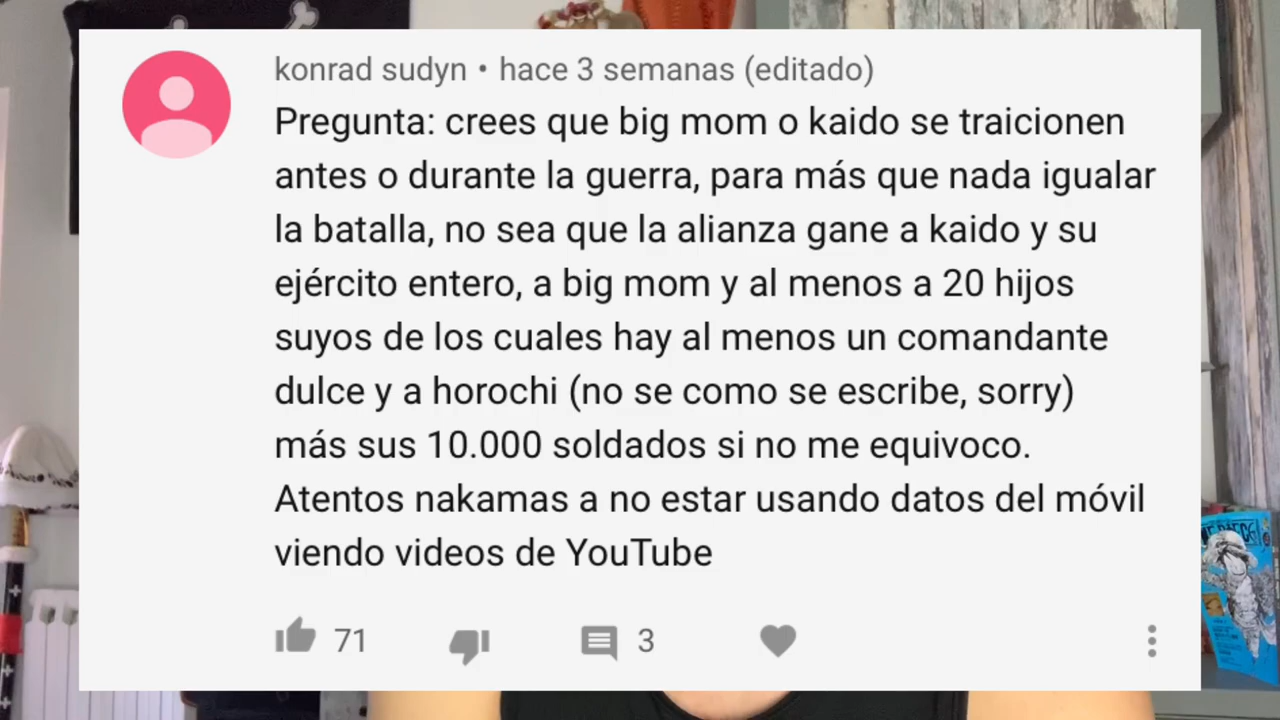 konrad sudyn • hace 3 semanas (editado)
Pregunta: crees que big mom o kaido se traicionen
antes o durante la guerra, para más que nada igualar
la batalla, no sea que la alianza gane a kaido y su
ejército entero, a big mom y al menos a 20 hijos
suyos de los cuales hay al menos un comandante
dulce y a horochi (no se como se escribe, sorry)
más sus 10.000 soldados si no me equivoco.
Atentos nakamas a no estar usando datos del móvil
viendo videos de YouTube
71
3